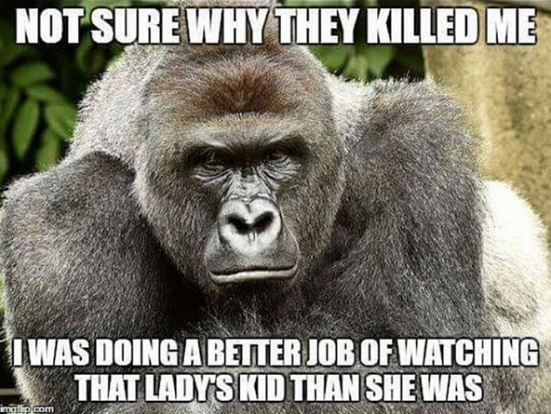 NOT SURE WHY THEY KILLED ME
I WAS DOING A BETTER JOB OF WATCHING
THAT LADY'S KID THAN SHE WAS
imgflip.com